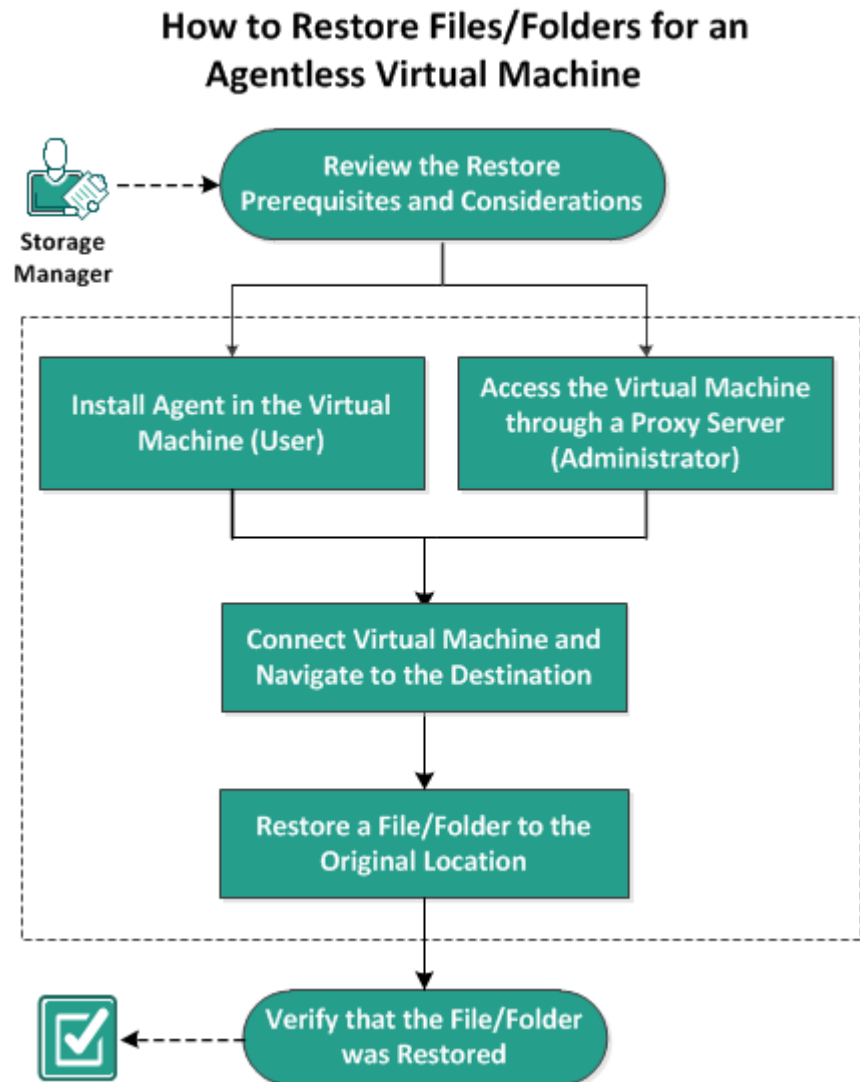 How to Restore Files/Folders for an
Agentless Virtual Machine
Review the Restore
Prerequisites and Considerations
Storage
Manager
Install Agent in the Virtual
Machine (User)
Access the Virtual Machine
through a Proxy Server
(Administrator)
Connect Virtual Machine and
Navigate to the Destination
Restore a File/Folder to the
Original Location
Verify that the File/Folder
was Restored